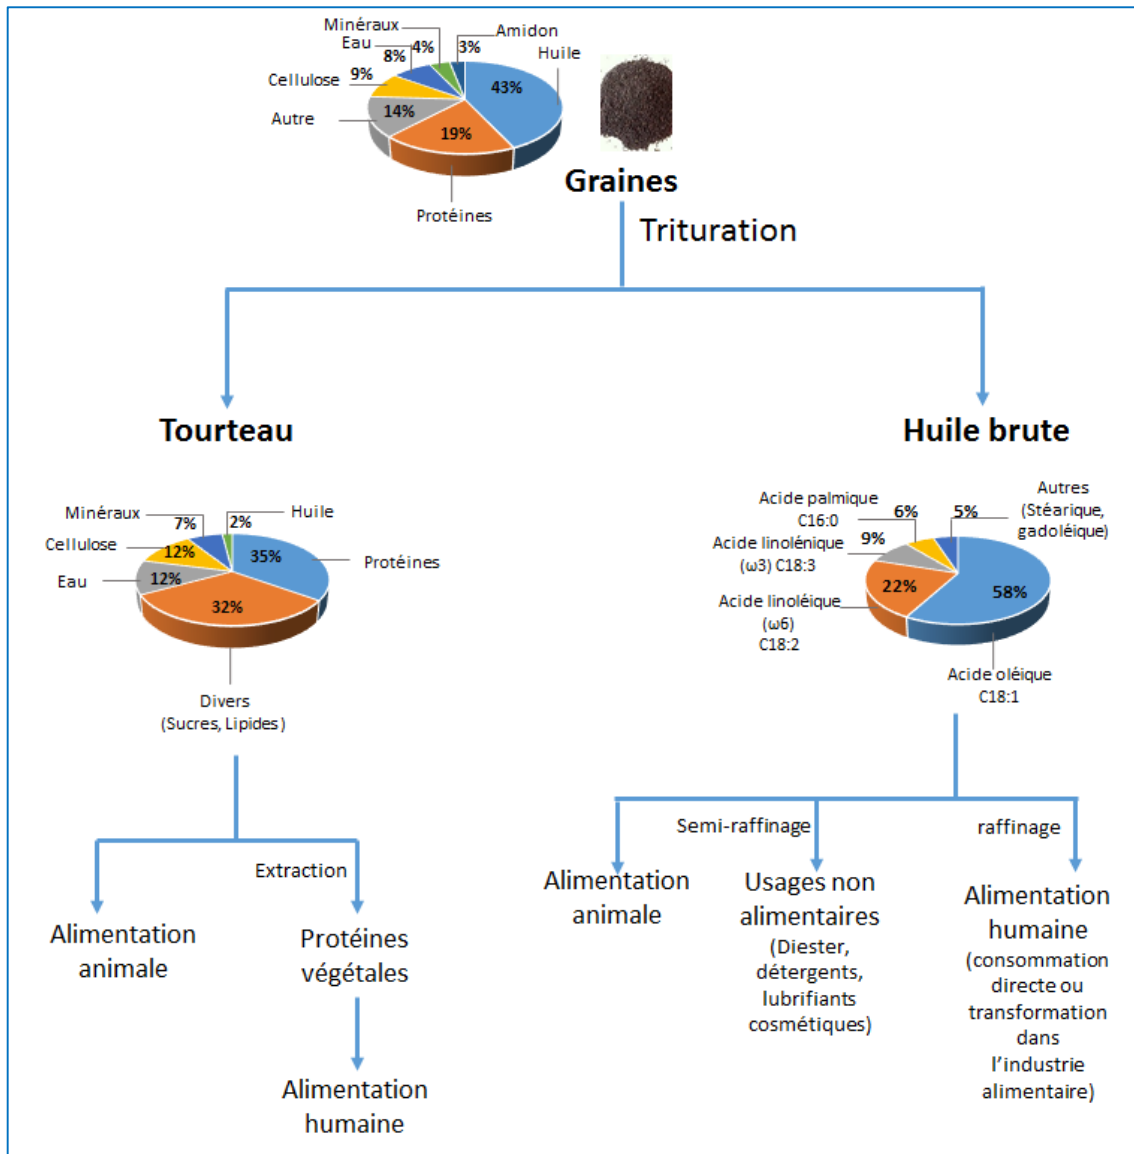 Minéraux
Amidon
Eau
4%
3%
Huile
8%
Cellulose
9%
43%
Autre
14%
19%
Graines
Protéines
Trituration
Tourteau
Huile brute
Minéraux
7%
2%
Huile
Cellulose
12%
35%
Protéines
Eau
12%
32%
Divers
(Sucres, Lipides)
Acide palmique
C16:0
6%
5%
Autres
(Stéarique,
gadoléique)
Acide linolénique
(ω3) C18:3
9%
22%
58%
Acide linoléique
(ω6)
C18:2
Acide oléique
C18:1
Extraction
Alimentation
animale
Protéines
végétales
Alimentation
humaine
Semi-raffinage
raffinage
Alimentation
animale
Usages non
alimentaires
(Diester,
détergents,
lubrifiants
cosmétiques)
Alimentation
humaine
(consommation
directe ou
transformation
dans
l’industrie
alimentaire)